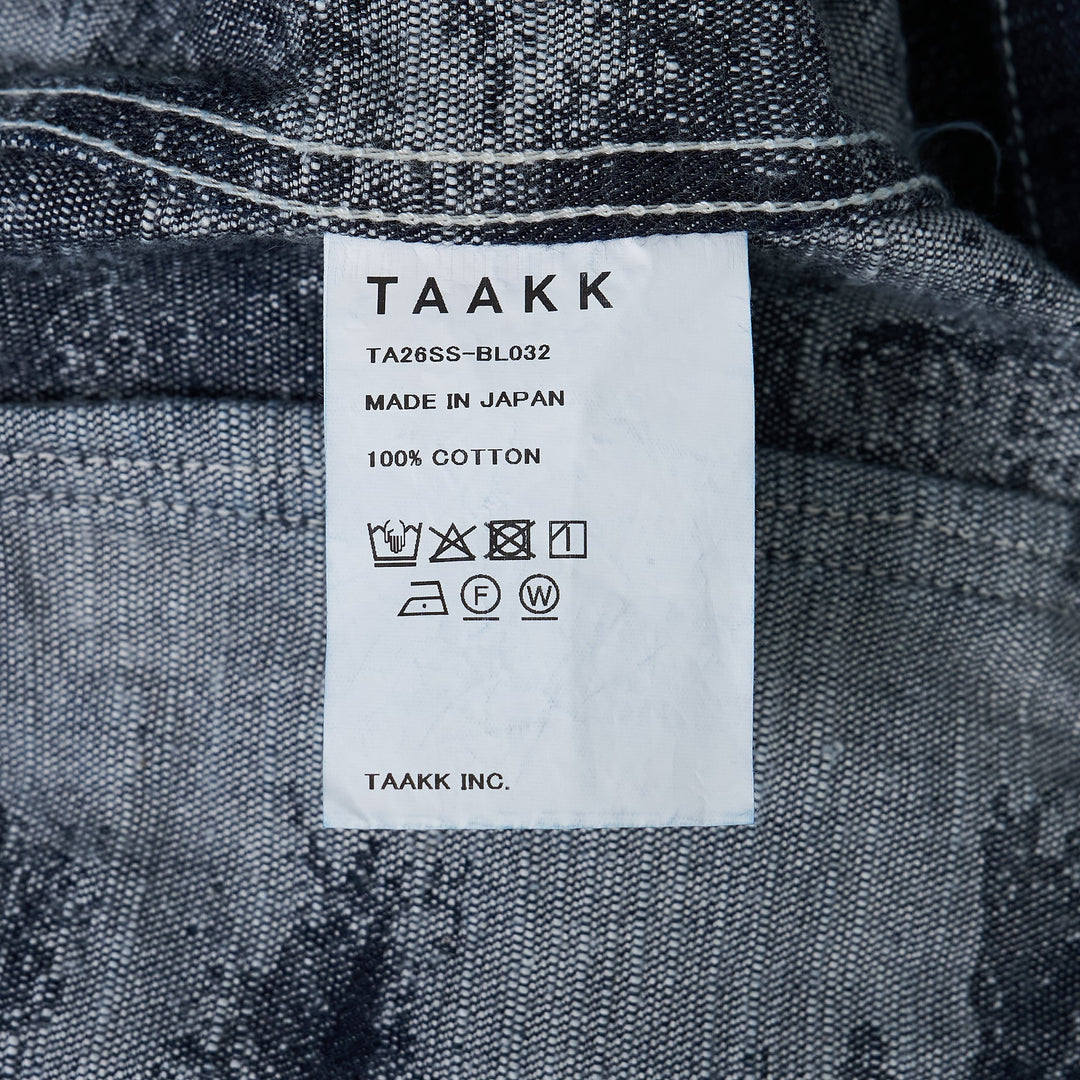 TAAKK
TA26SS-BL032
MADE IN JAPAN
100% COTTON
F W
TAAKK INC.